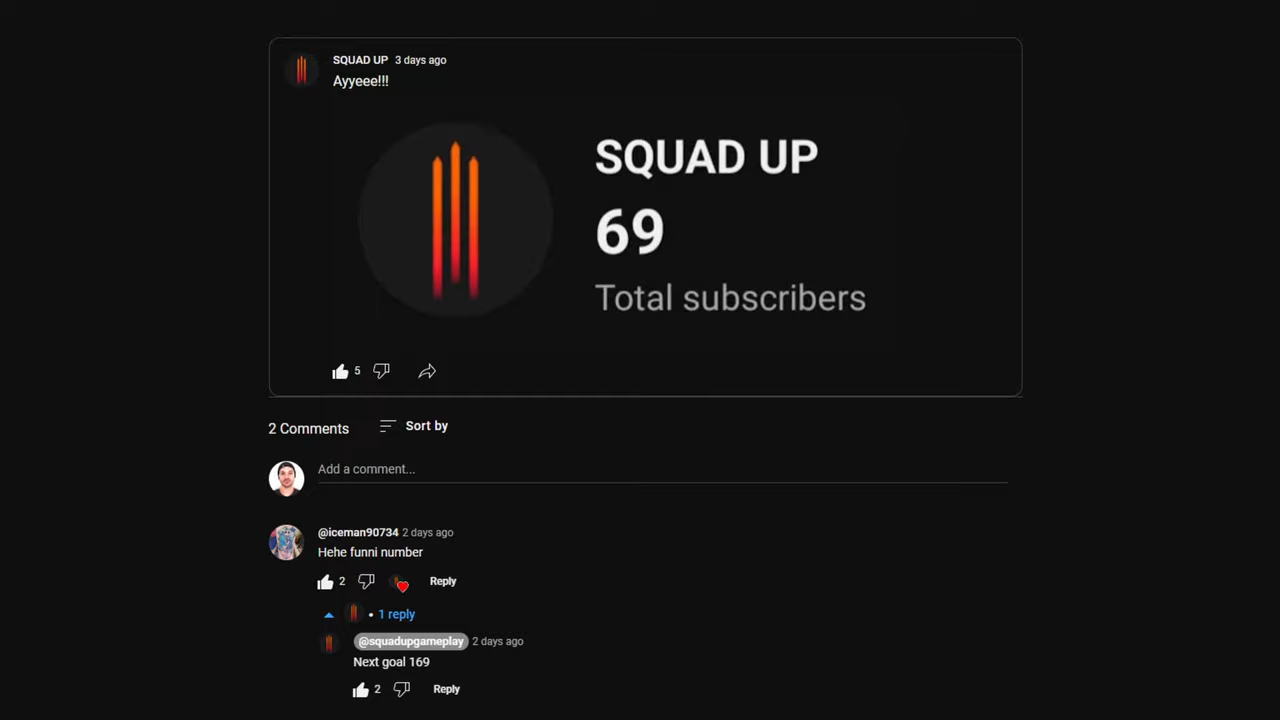 SQUAD UP 3 days ago
Ayyeee!!!
SQUAD UP
69
Total subscribers
5
2 Comments Sort by
Add a comment...
@iceman90734 2 days ago
Hehe funni number
2 Reply
• 1 reply
@squadupgameplay 2 days ago
Next goal 169
2 Reply